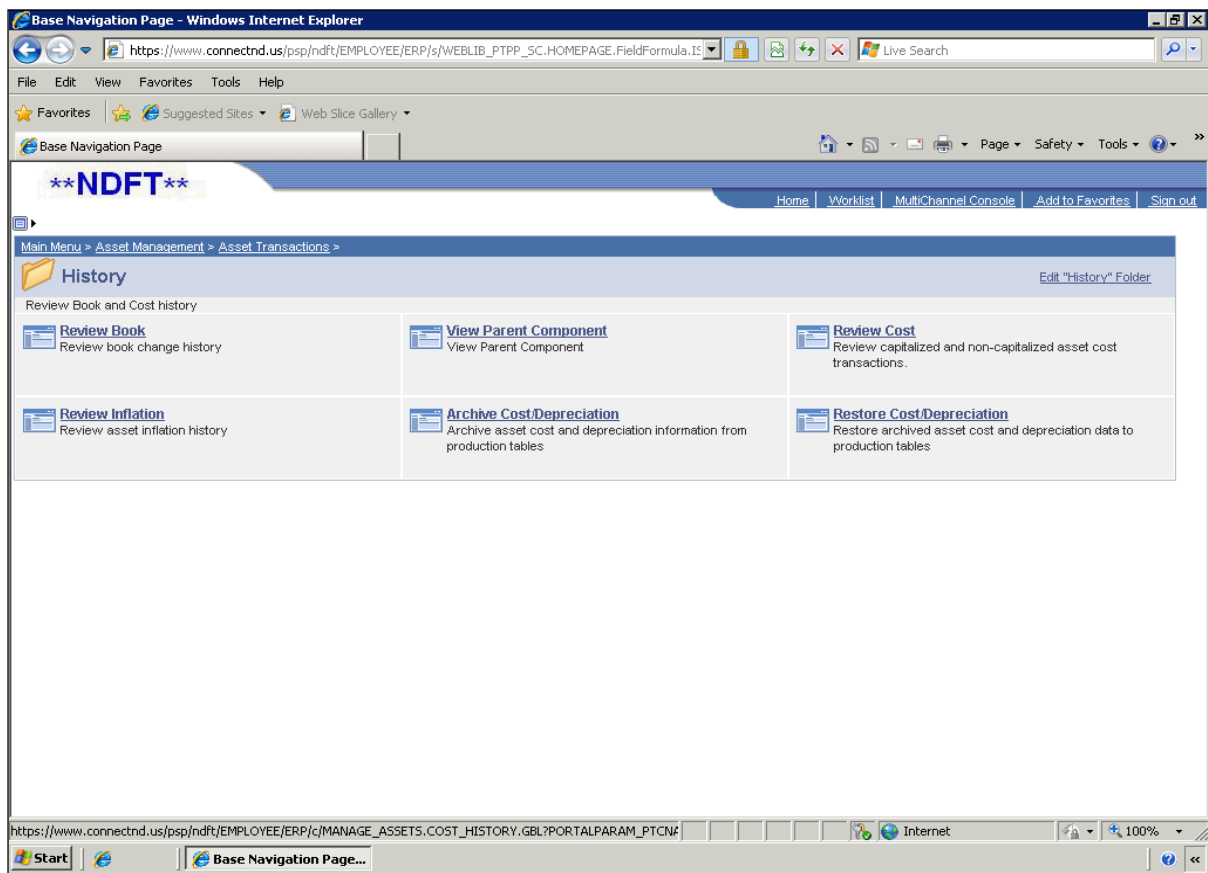 Base Navigation Page - Windows Internet Explorer
https://www.connectnd.us/psp/ndft/EMPLOYEE/ERP/s/WEBLIB_PTPP_SC.HOMEPAGE.FieldFormula.IS
Live Search
File Edit View Favorites Tools Help
Favorites Suggested Sites Web Slice Gallery
Base Navigation Page
Page Safety Tools »
**NDFT**
Home Worklist MultiChannel Console Add to Favorites Sign out
Main Menu > Asset Management > Asset Transactions >
History
Edit "History" Folder
Review Book and Cost history
Review Book
Review book change history
View Parent Component
View Parent Component
Review Cost
Review capitalized and non-capitalized asset cost
transactions.
Review Inflation
Review asset inflation history
Archive Cost/Depreciation
Archive asset cost and depreciation information from
production tables
Restore Cost/Depreciation
Restore archived asset cost and depreciation data to
production tables
https://www.connectnd.us/psp/ndft/EMPLOYEE/ERP/c/MANAGE_ASSETS.COST_HISTORY.GBL?PORTALPARAM_PTCNA
Internet
100%
Start
Base Navigation Page...
«